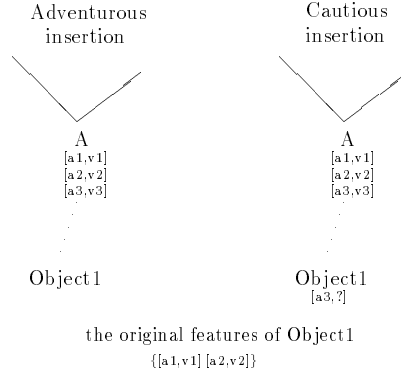 Adventurous
insertion
A
[a1,v1]
[a2,v2]
[a3,v3]
Object1
Cautious
insertion
A
[a1,v1]
[a2,v2]
[a3,v3]
Object1
[a3,?]
the original features of Object1
{[a1,v1] [a2,v2]}